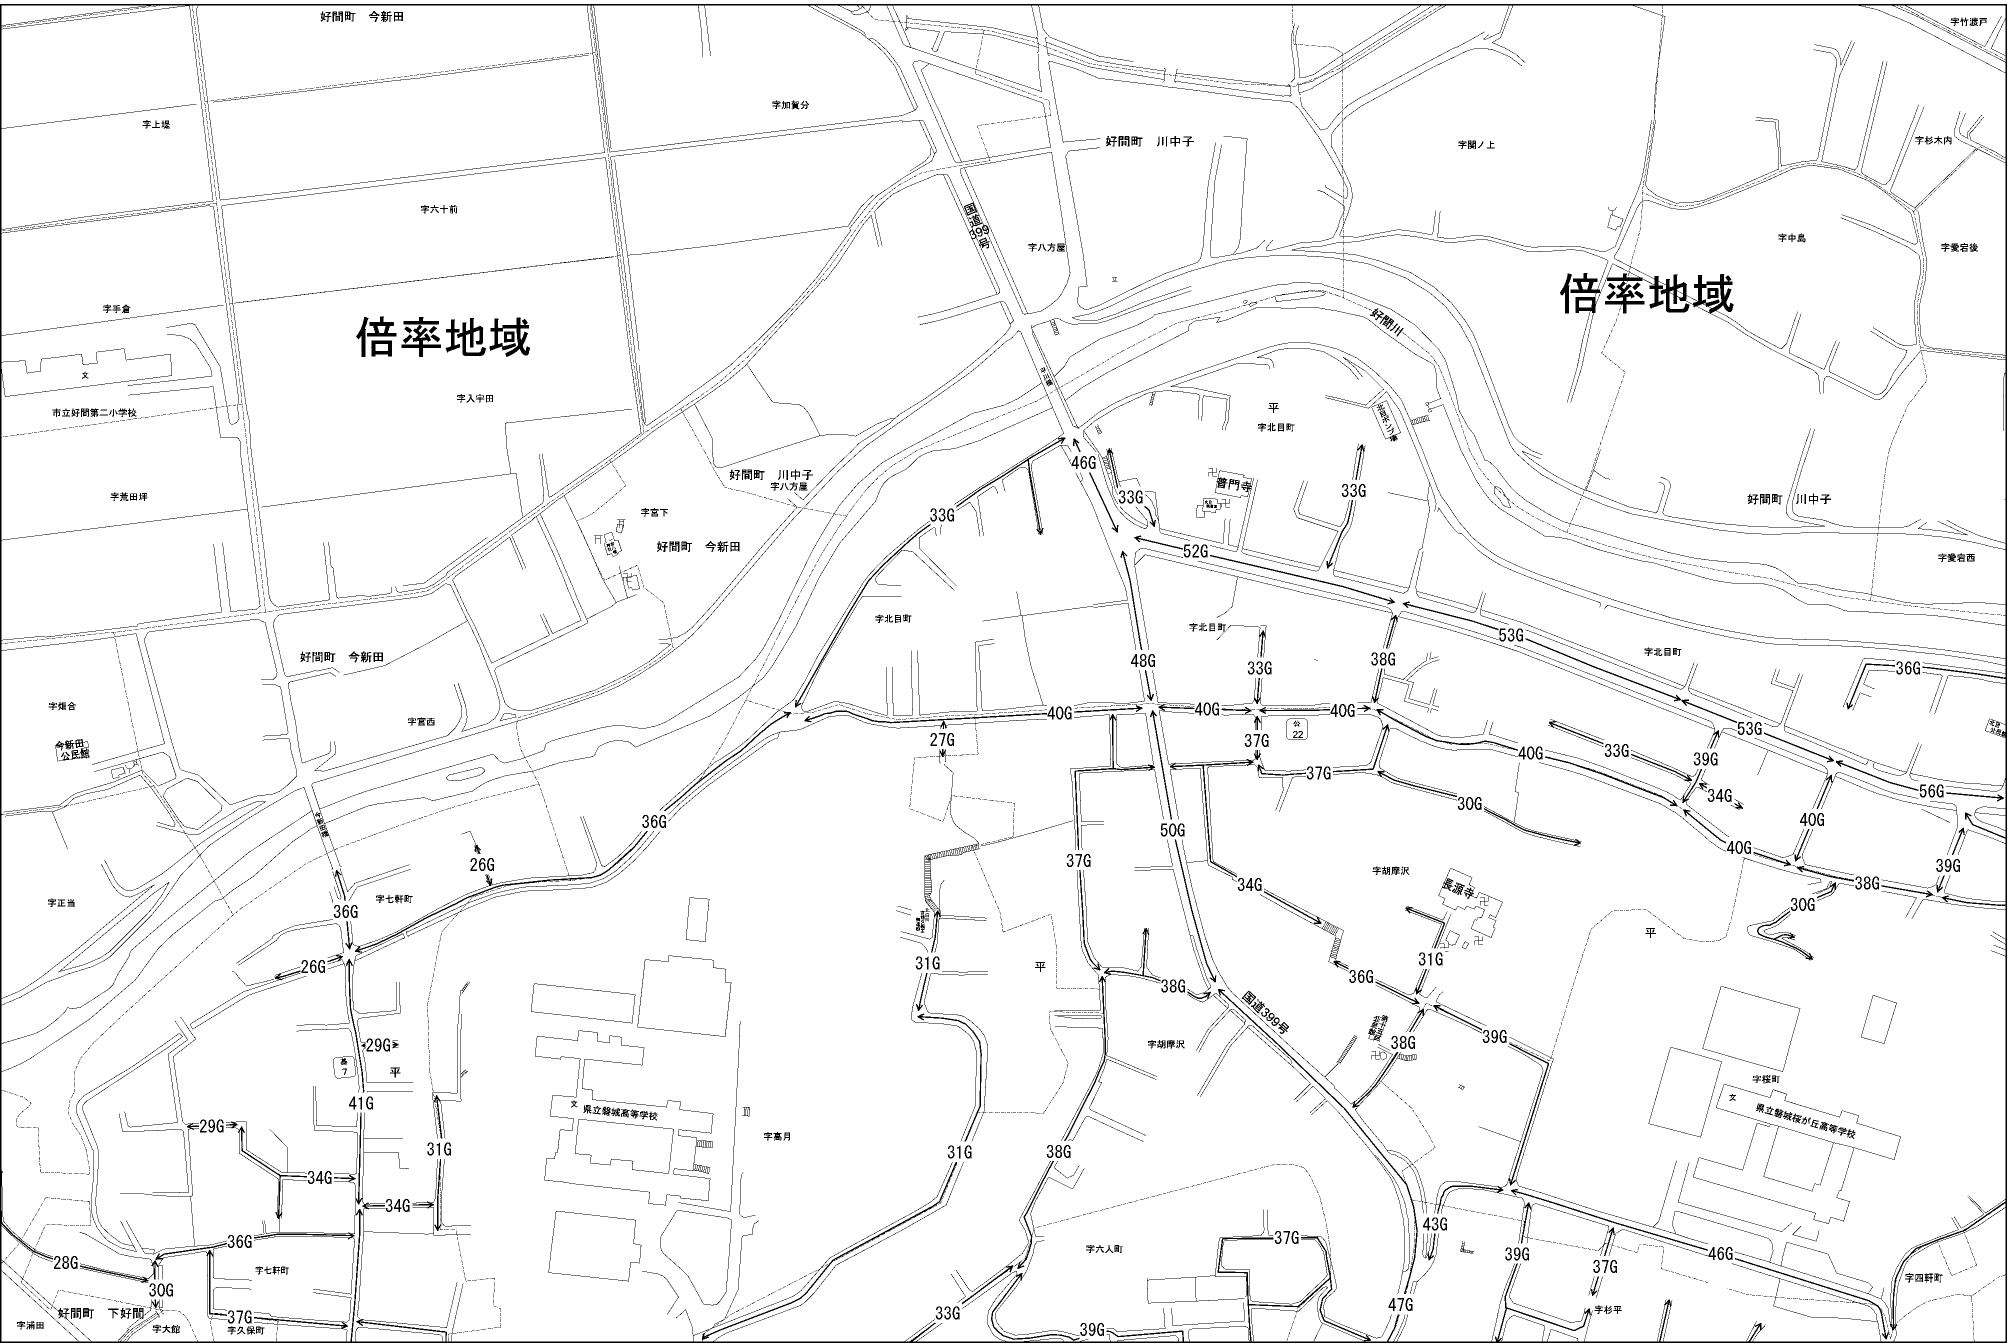 好間町　今新田
字竹渡戸
字加賀分
字上堤
好間町　川中子
字関ノ上
字杉木内
字六十前
国道399号
字八方屋
字中島
字愛宕後
倍率地域
倍率地域
字手倉
好間川
文
市立好間第二小学校
字入宇田
平
字北目町
46G
好間町　川中子
字八方屋
普門寺
33G
33G
字荒田坪
好間町　川中子
字宮下
33G
好間町　今新田
52G
字愛宕西
字北目町
字北目町
53G
字北目町
好間町　今新田
48G
33G
38G
36G
字畑合
字宮西
40G
40G
40G
公
22
53G
今新田
公民館
27G
37G
37G
40G
33G
39G
34G
56G
36G
50G
30G
40G
40G
26G
37G
39G
字七軒町
34G
字胡摩沢
長源寺
38G
字正当
36G
30G
平
26G
31G
平
38G
36G
31G
国道399号
29G
基
7
平
字胡摩沢
38G
39G
41G
文
県立磐城高等学校
字桜町
文
県立磐城桜が丘高等学校
29G
字高月
31G
31G
38G
34G
34G
43G
36G
37G
字六人町
39G
37G
46G
28G
字七軒町
30G
字四軒町
好間町　下好間
37G
33G
47G
字杉平
字浦田
字大館
字久保町
39G